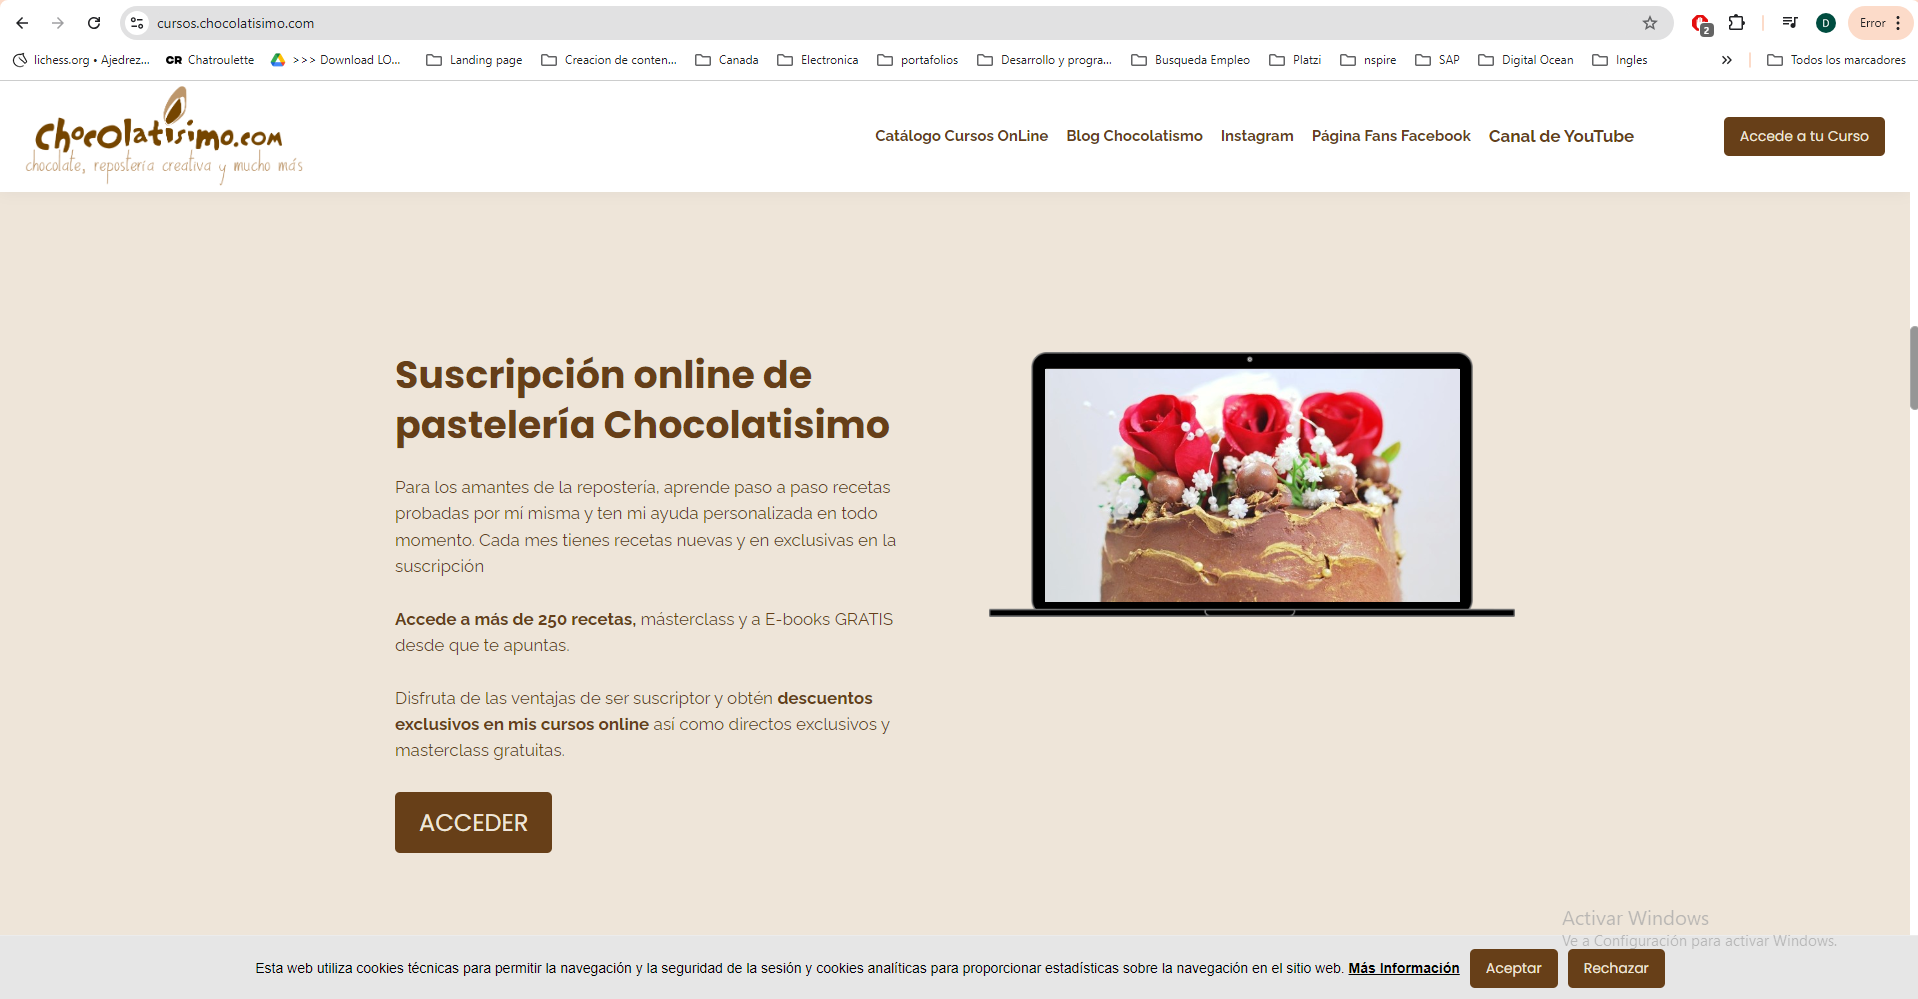 cursos.chocolatisimo.com
2
D
Error
lichess.org • Ajedrez...
CR Chatroulette
>>> Download LO...
Landing page
Creacion de conten...
Canada
Electronica
portafolios
Desarrollo y progra...
Busqueda Empleo
Platzi
nspire
SAP
Digital Ocean
Ingles
»
Todos los marcadores
chocolatisimo.com
chocolate, repostería creativa y mucho más
Catálogo Cursos OnLine
Blog Chocolatismo
Instagram
Página Fans Facebook
Canal de YouTube
Accede a tu Curso
Suscripción online de
pastelería Chocolatisimo
Para los amantes de la repostería, aprende paso a paso recetas
probadas por mí misma y ten mi ayuda personalizada en todo
momento. Cada mes tienes recetas nuevas y en exclusivas en la
suscripción
Accede a más de 250 recetas, másterclass y a E-books GRATIS
desde que te apuntas.
Disfruta de las ventajas de ser suscriptor y obtén descuentos
exclusivos en mis cursos online así como directos exclusivos y
masterclass gratuitas.
ACCEDER
Activar Windows
Ve a Configuración para activar Windows.
Esta web utiliza cookies técnicas para permitir la navegación y la seguridad de la sesión y cookies analíticas para proporcionar estadísticas sobre la navegación en el sitio web. Más Información
Aceptar
Rechazar